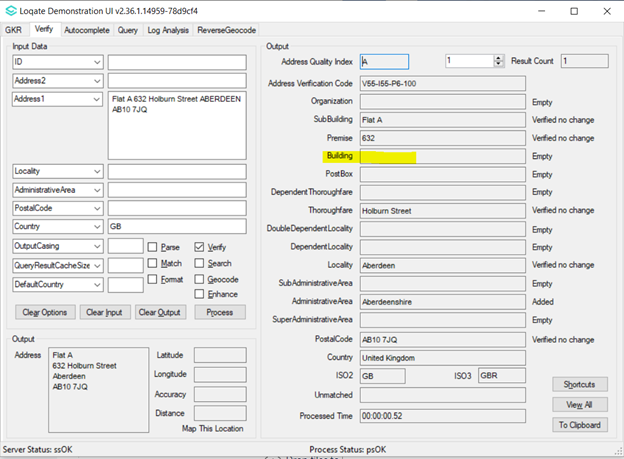 Loqate Demonstration UI v2.36.1.14959-78d9cf4
GKR Verify Autocomplete Query Log Analysis ReverseGeocode
Input Data
ID
Address2
Address1 Flat A 632 Holburn Street ABERDEEN
AB10 7JQ
Locality
AdministrativeArea
PostalCode
Country GB
OutputCasing Parse Verify
QueryResultCacheSize Match Search
DefaultCountry Format Geocode
Enhance
Clear Options Clear Input Clear Output Process
Output
Address Flat A
632 Holburn Street
Aberdeen
AB10 7JQ
Latitude
Longitude
Accuracy
Distance
Map This Location
Output
Address Quality Index A 1 Result Count 1
Address Verification Code V55-I55-P6-100
Organization Empty
SubBuilding Flat A Verified no change
Premise 632 Verified no change
Building Empty
PostBox Empty
DependentThoroughfare Empty
Thoroughfare Holburn Street Verified no change
DoubleDependentLocality Empty
DependentLocality Empty
Locality Aberdeen Verified no change
SubAdministrativeArea Empty
AdministrativeArea Aberdeenshire Added
SuperAdministrativeArea Empty
PostalCode AB10 7JQ Verified no change
Country United Kingdom
ISO2 GB ISO3 GBR
Unmatched
Processed Time 00:00:00.52
Shortcuts
View All
To Clipboard
Server Status: ssOK Process Status: psOK